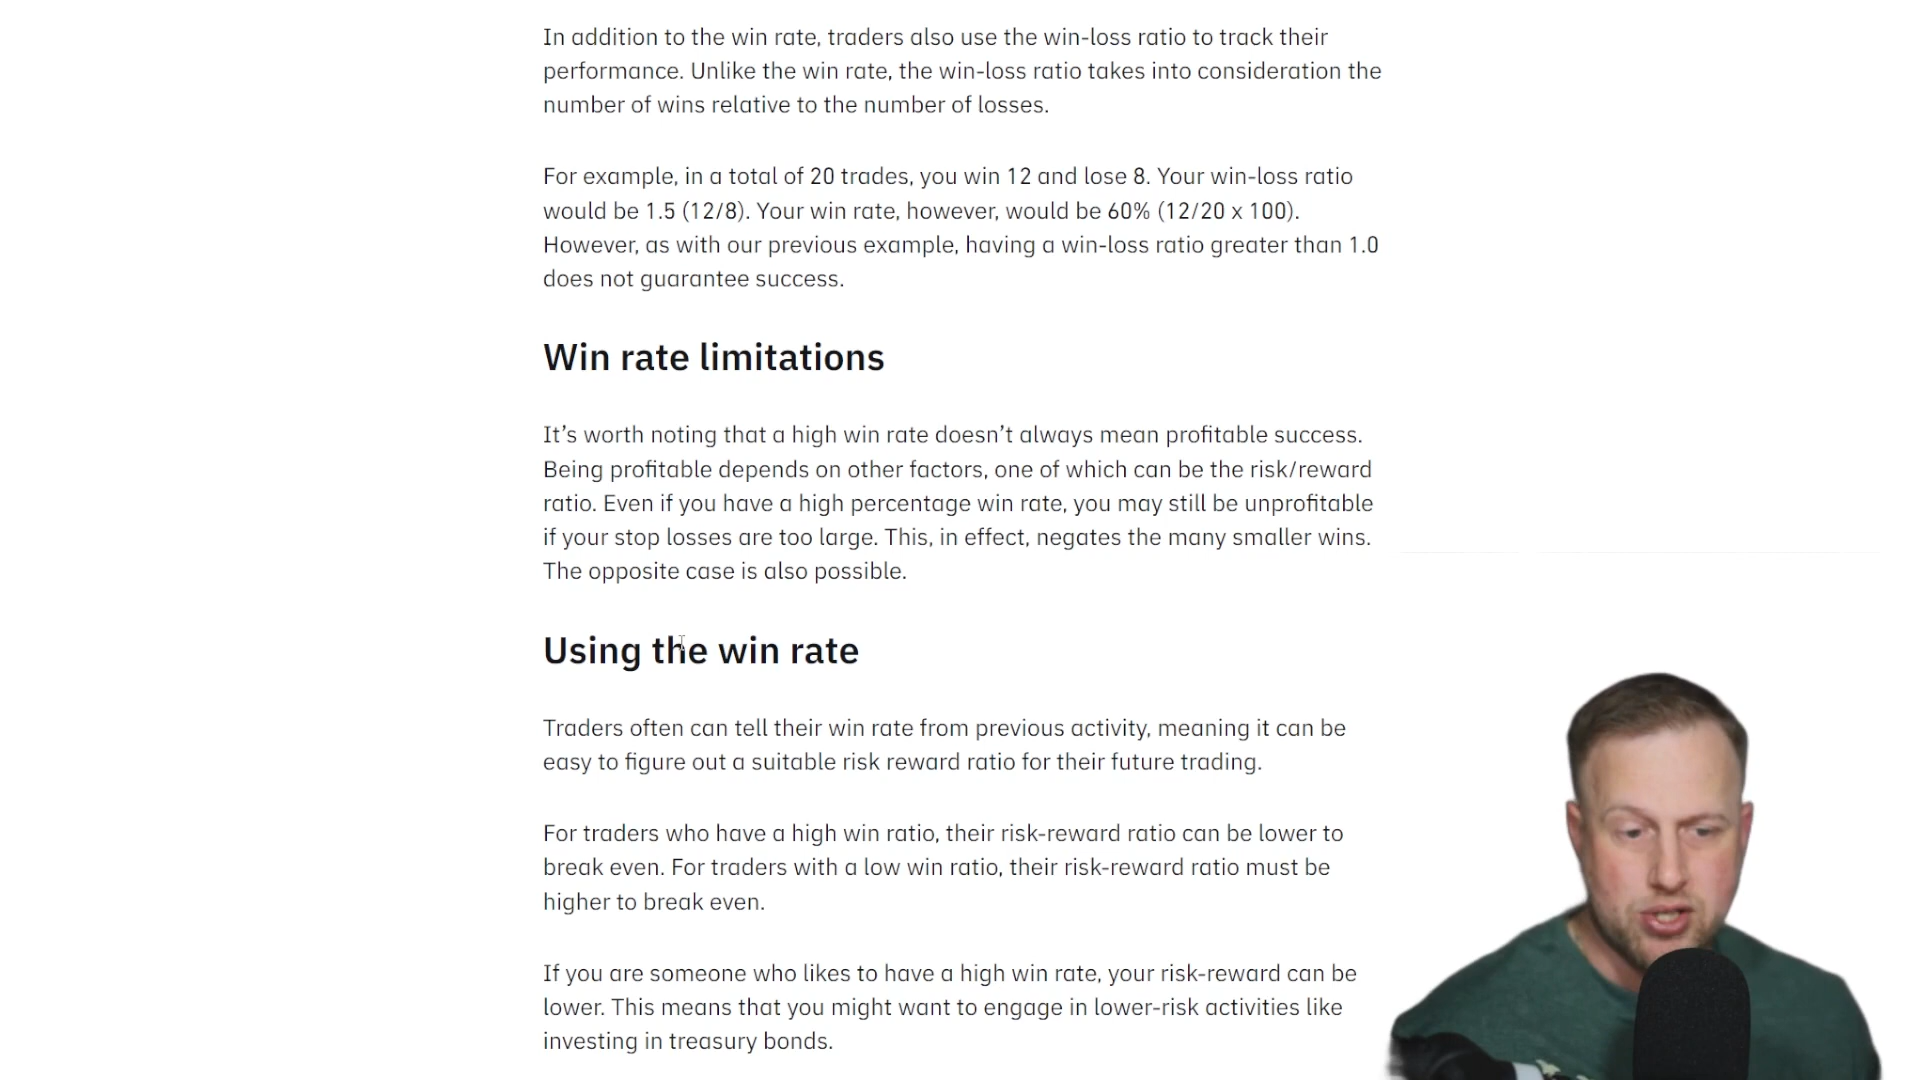 In addition to the win rate, traders also use the win-loss ratio to track their
performance. Unlike the win rate, the win-loss ratio takes into consideration the
number of wins relative to the number of losses.
For example, in a total of 20 trades, you win 12 and lose 8. Your win-loss ratio
would be 1.5 (12/8). Your win rate, however, would be 60% (12/20 x 100).
However, as with our previous example, having a win-loss ratio greater than 1.0
does not guarantee success.
Win rate limitations
It’s worth noting that a high win rate doesn’t always mean profitable success.
Being profitable depends on other factors, one of which can be the risk/reward
ratio. Even if you have a high percentage win rate, you may still be unprofitable
if your stop losses are too large. This, in effect, negates the many smaller wins.
The opposite case is also possible.
Using the win rate
Traders often can tell their win rate from previous activity, meaning it can be
easy to figure out a suitable risk reward ratio for their future trading.
For traders who have a high win ratio, their risk-reward ratio can be lower to
break even. For traders with a low win ratio, their risk-reward ratio must be
higher to break even.
If you are someone who likes to have a high win rate, your risk-reward can be
lower. This means that you might want to engage in lower-risk activities like
investing in treasury bonds.